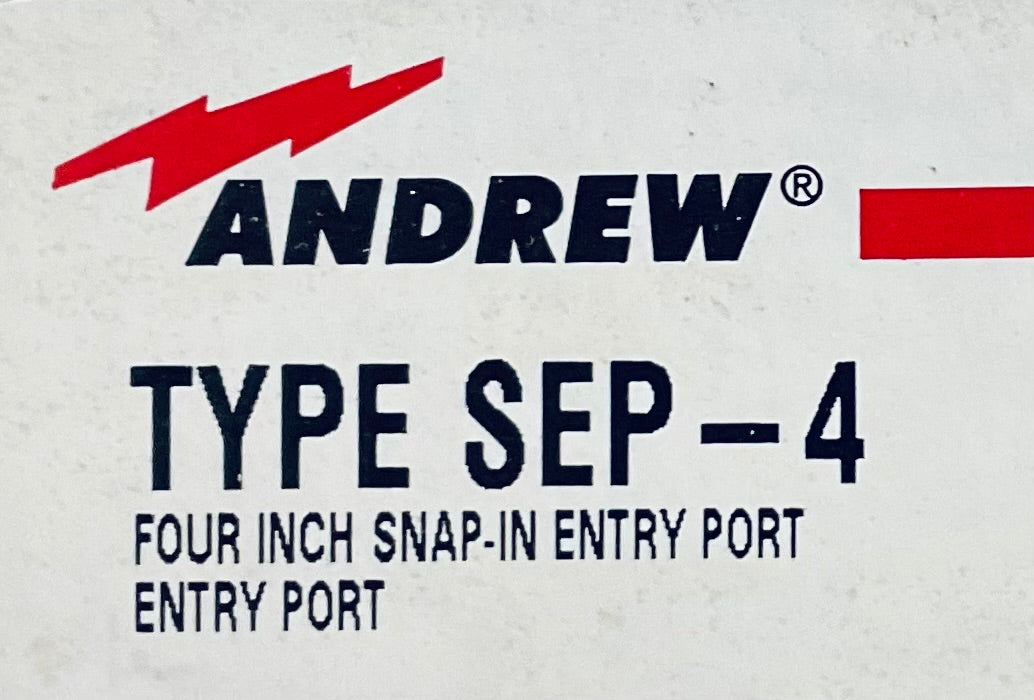 ANDREW®
TYPE SEP-4
FOUR INCH SNAP-IN ENTRY PORT
ENTRY PORT